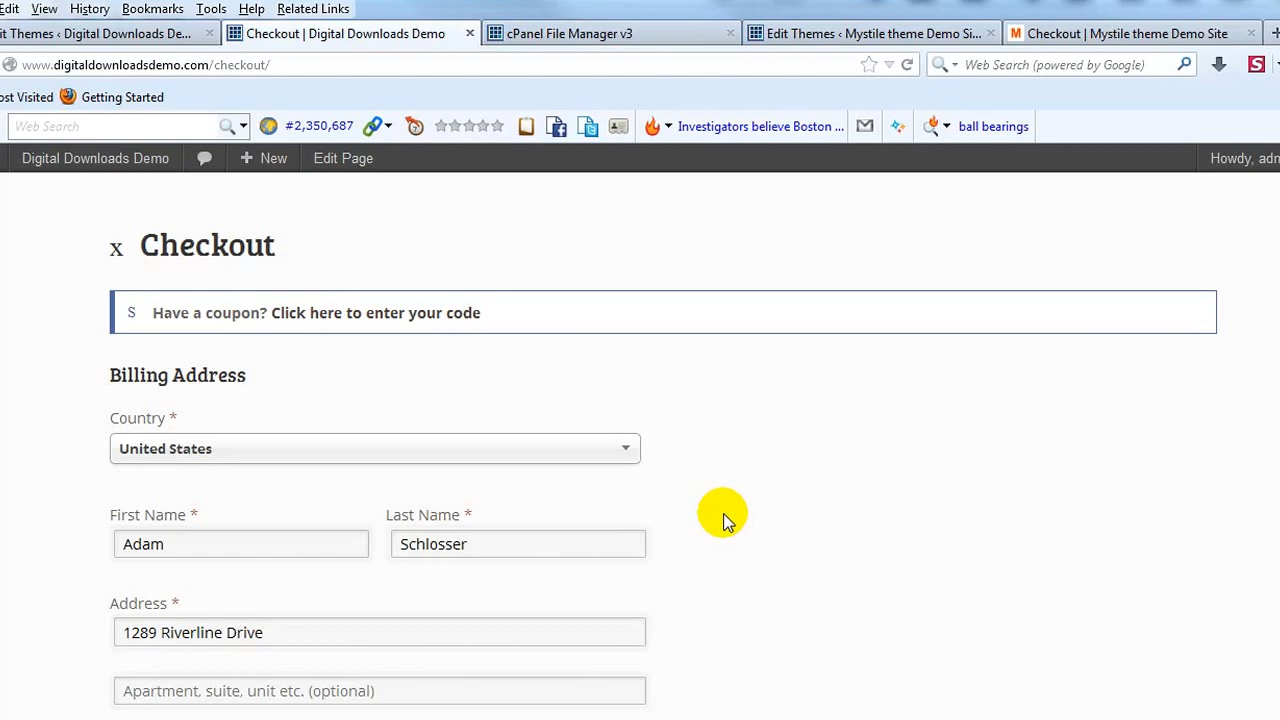 Edit View History Bookmarks Tools Help Related Links
it Themes ‹ Digital Downloads De... × Checkout | Digital Downloads Demo × cPanel File Manager v3 × Edit Themes ‹ Mystile theme Demo Si... × M Checkout | Mystile theme Demo Site ×
www.digitaldownloadsdemo.com/checkout/ Web Search (powered by Google) S
ost Visited Getting Started
Web Search #2,350,687 Investigators believe Boston ... ball bearings
Digital Downloads Demo + New Edit Page Howdy, adm
x Checkout
S Have a coupon? Click here to enter your code
Billing Address
Country *
United States
First Name * Last Name *
Adam Schlosser
Address *
1289 Riverline Drive
Apartment, suite, unit etc. (optional)